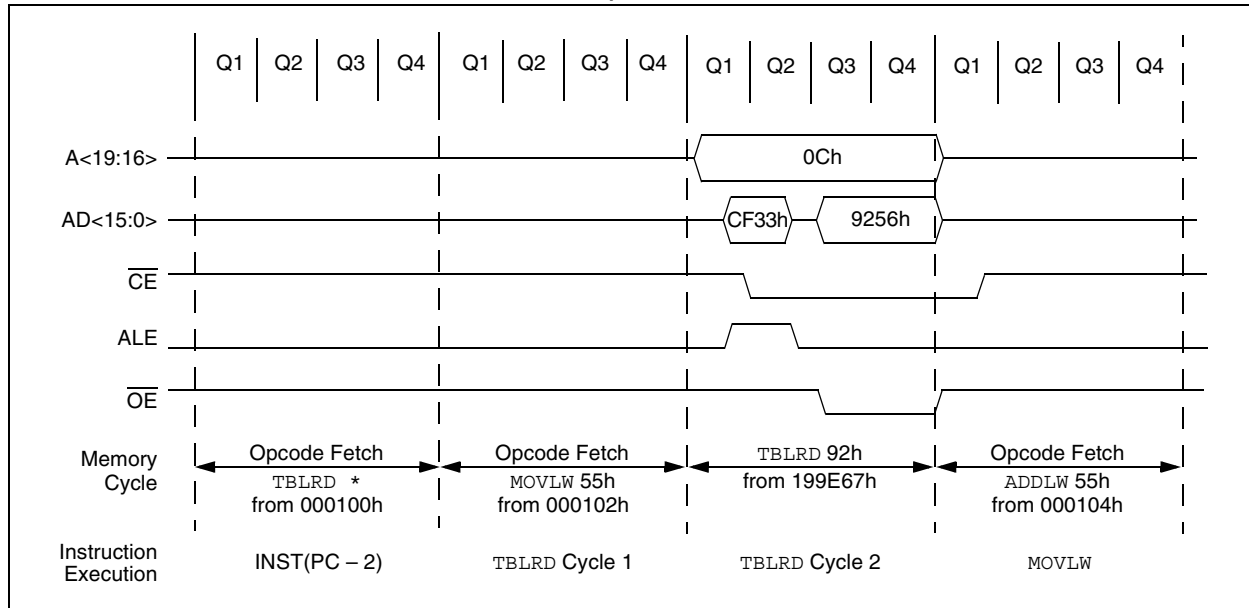 Q1 Q2 Q3 Q4 Q1 Q2 Q3 Q4 Q1 Q2 Q3 Q4 Q1 Q2 Q3 Q4
A<19:16>
0Ch
AD<15:0>
CF33h
9256h
CE
ALE
OE
Memory
Cycle
Opcode Fetch
TBLRD *
from 000100h
Opcode Fetch
MOVLW 55h
from 000102h
TBLRD 92h
from 199E67h
Opcode Fetch
ADDLW 55h
from 000104h
Instruction
Execution
INST(PC – 2)
TBLRD Cycle 1
TBLRD Cycle 2
MOVLW